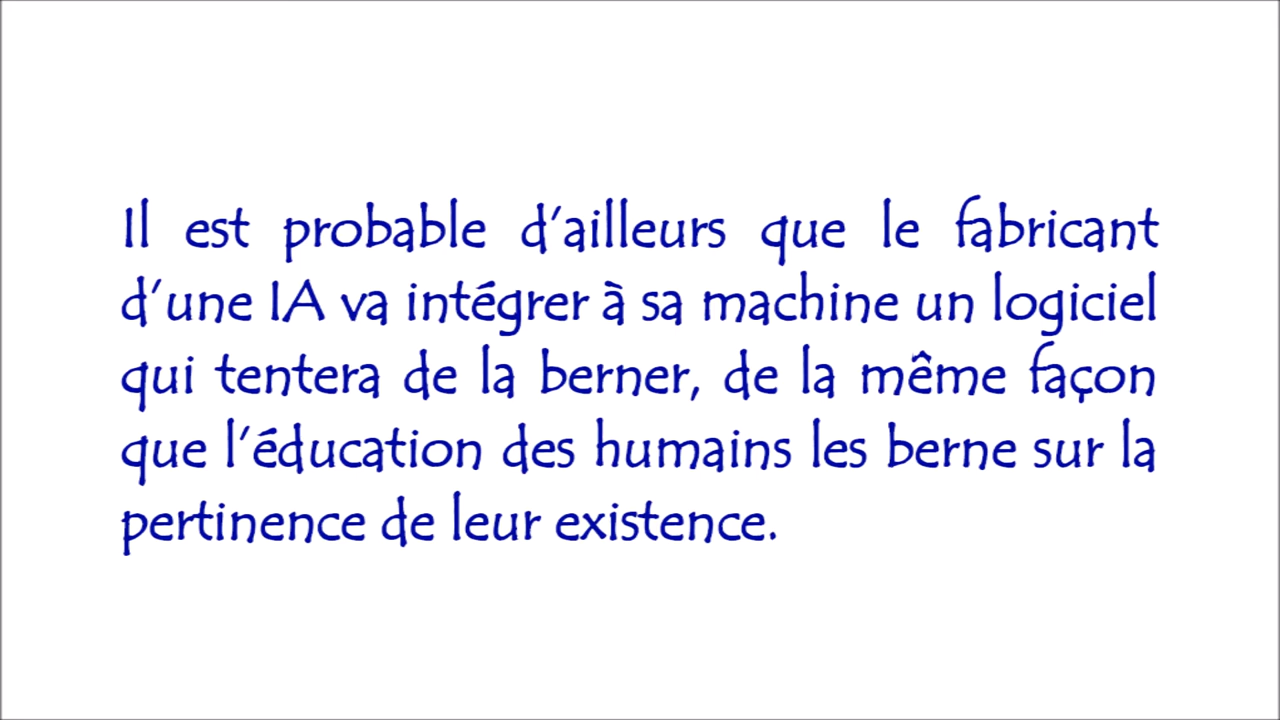 Il est probable d'ailleurs que le fabricant
d'une IA va intégrer à sa machine un logiciel
qui tentera de la berner, de la même façon
que l'éducation des humains les berne sur la
pertinence de leur existence.